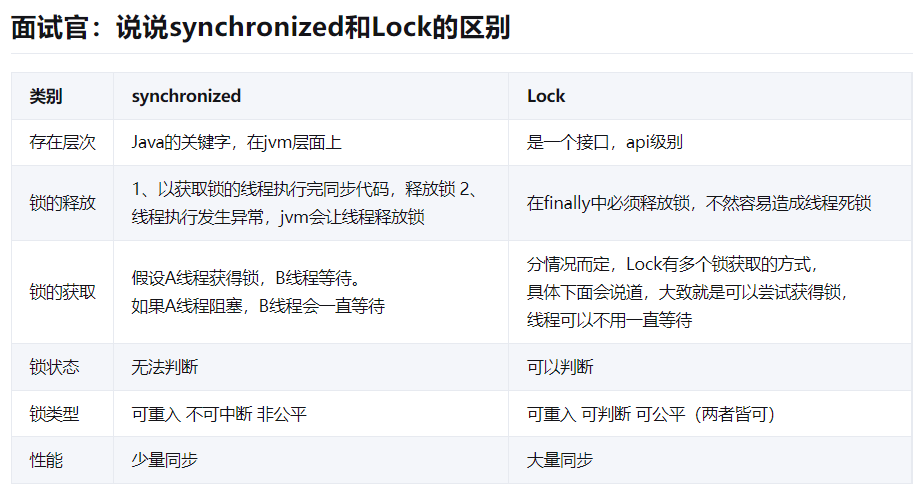 面试官：说说synchronized和Lock的区别
类别 synchronized Lock
存在层次 Java的关键字，在jvm层面上 是一个接口，api级别
锁的释放
1、以获取锁的线程执行完同步代码，释放锁 2、
线程执行发生异常，jvm会让线程释放锁
在finally中必须释放锁，不然容易造成线程死锁
锁的获取
假设A线程获得锁，B线程等待。
如果A线程阻塞，B线程会一直等待
分情况而定，Lock有多个锁获取的方式，
具体下面会说道，大致就是可以尝试获得锁，
线程可以不用一直等待
锁状态 无法判断 可以判断
锁类型 可重入 不可中断 非公平 可重入 可判断 可公平（两者皆可）
性能 少量同步 大量同步